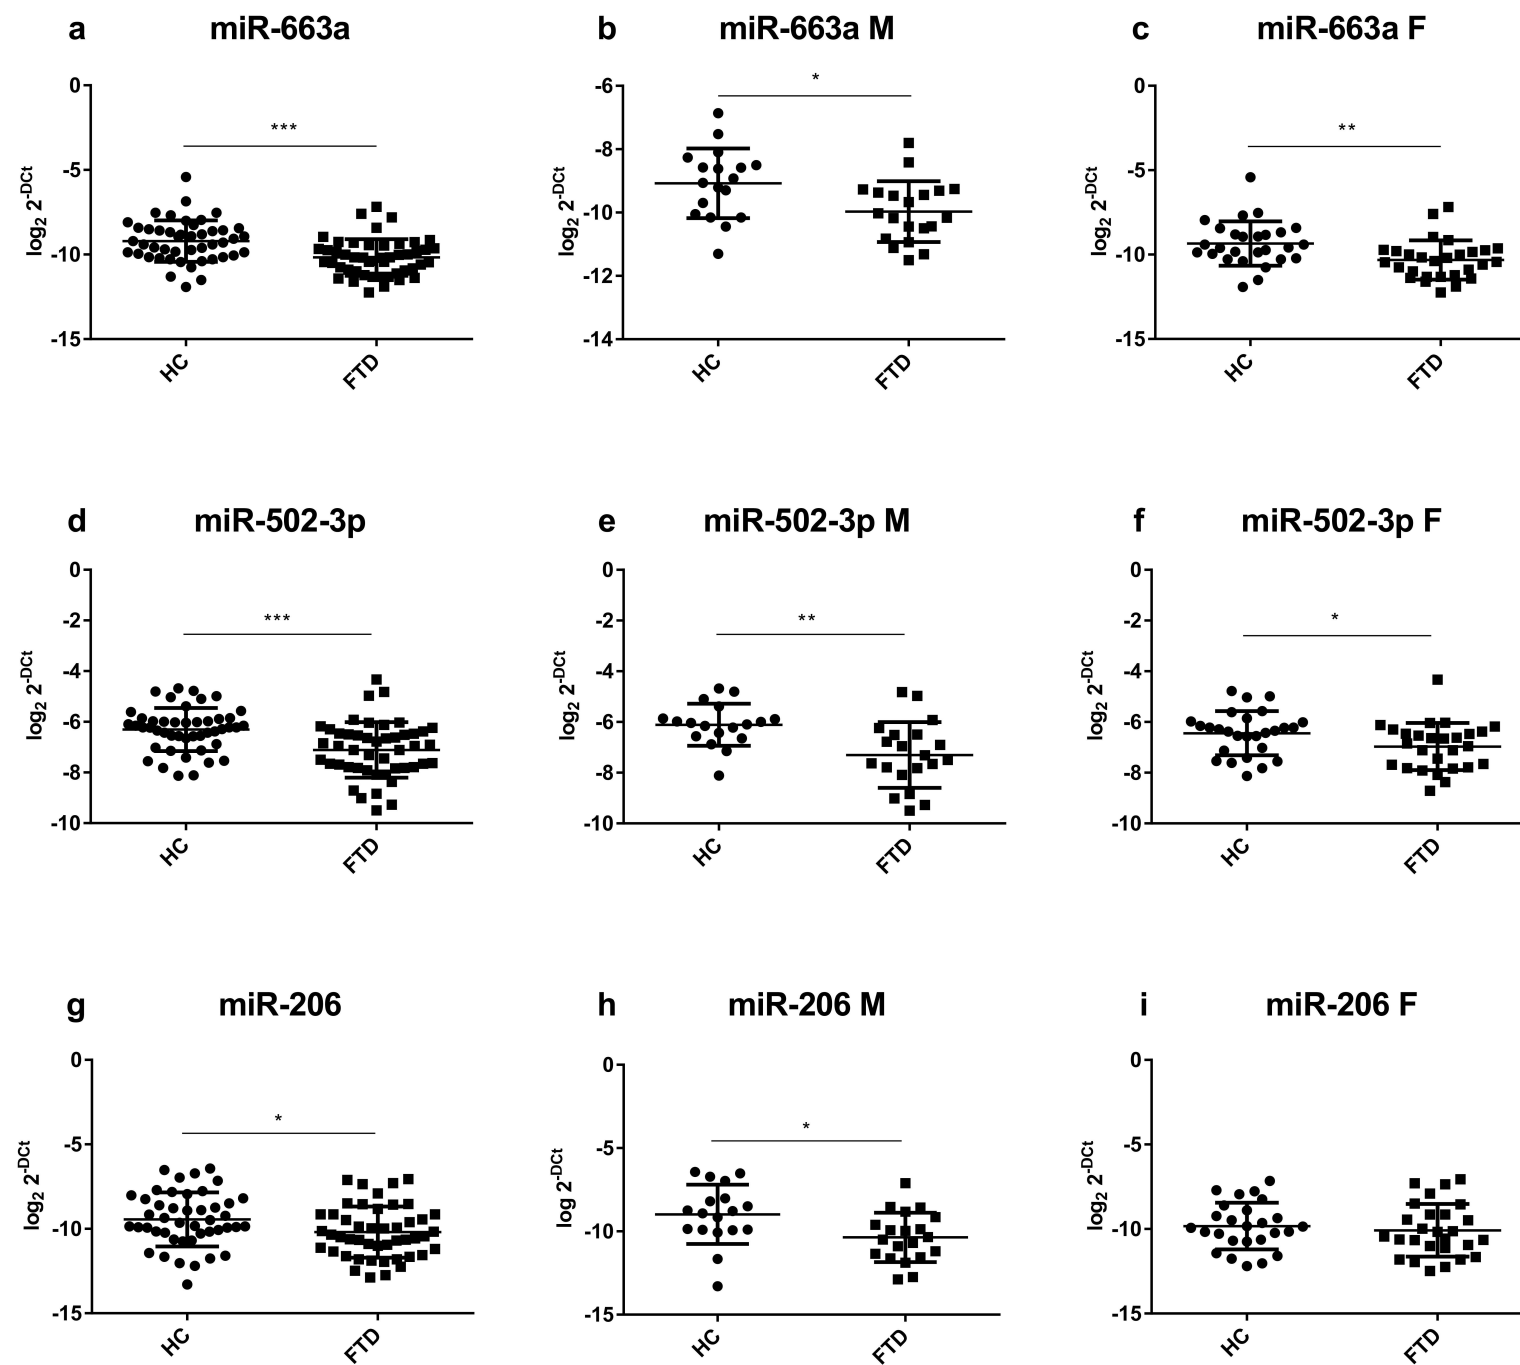 a miR-663a
b miR-663a M
c miR-663a F
***
*
**
0
-5
-10
-15
log2 2-DCt
HC
FTD
-6
-8
-10
-12
-14
log2 2-DCt
HC
FTD
0
-5
-10
-15
log2 2-DCt
HC
FTD
d miR-502-3p
e miR-502-3p M
f miR-502-3p F
***
**
*
0
-2
-4
-6
-8
-10
log2 2-DCt
HC
FTD
0
-2
-4
-6
-8
-10
log2 2-DCt
HC
FTD
0
-2
-4
-6
-8
-10
log2 2-DCt
HC
FTD
g miR-206
h miR-206 M
i miR-206 F
*
*
0
-5
-10
-15
log2 2-DCt
HC
FTD
0
-5
-10
-15
log 2-DCt
HC
FTD
0
-5
-10
-15
log2 2-DCt
HC
FTD